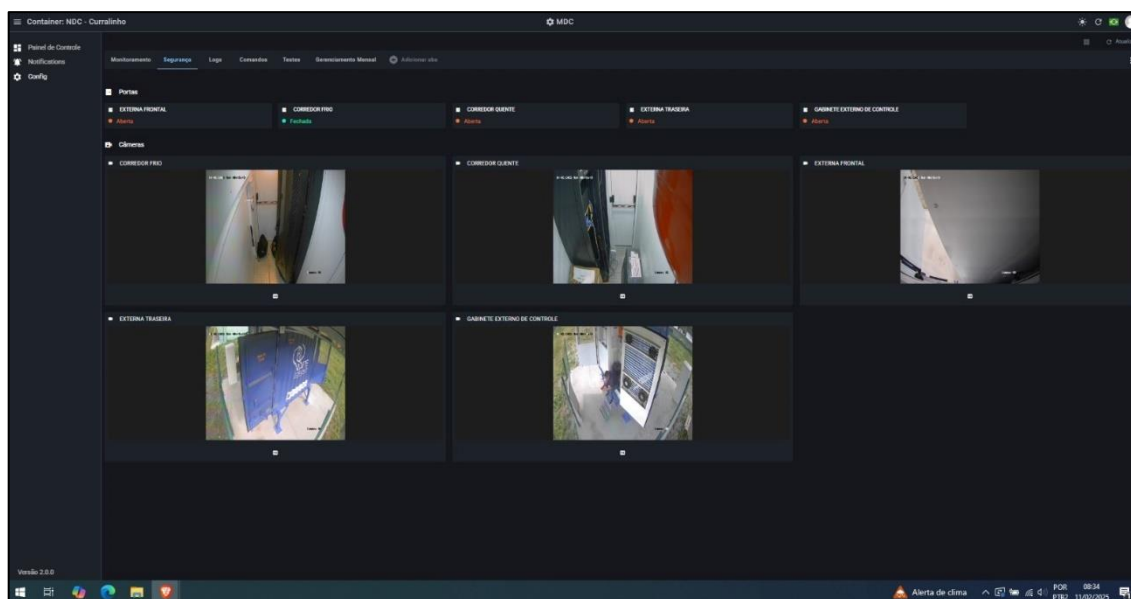 Container: NDC - Curralinho
MDC
Painel de Controle
Notifications
Config
Monitoramento Segurança Logs Comandos Testes Gerenciamento Mensal Adicionar aba
Portas
EXTERNA FRONTAL CORREDOR FRIO CORREDOR QUENTE EXTERNA TRASEIRA GABINETE EXTERNO DE CONTROLE
Aberta Fechada Aberta Aberta Aberta
Câmeras
CORREDOR FRIO CORREDOR QUENTE EXTERNA FRONTAL
EXTERNA TRASEIRA GABINETE EXTERNO DE CONTROLE
Versão 2.0.0
Alerta de clima
POR 08:34
PTB2 11/02/2025